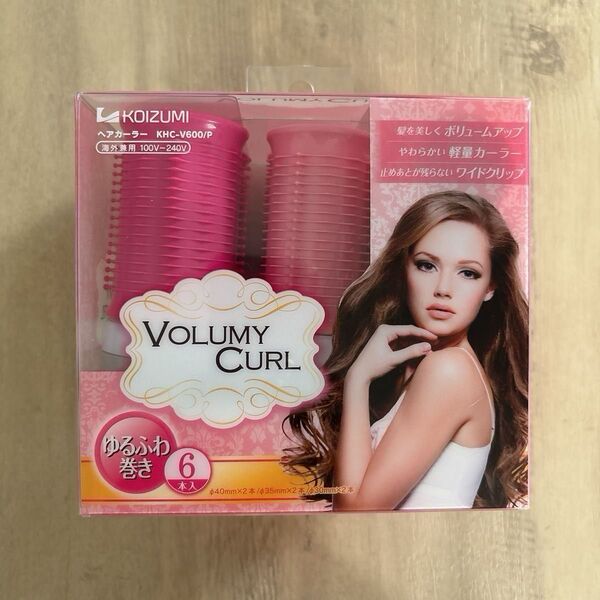 KOIZUMI
ヘアカーラー KHC-V600/P
海外兼用 100V-240V
髪を美しく ボリュームアップ
やわらかい 軽量カーラー
止めあとが残らない ワイドクリップ
VOLUMY
CURL
ゆるふわ
巻き
6
本入
φ40mm×2本/φ35mm×2本/φ30mm×2本